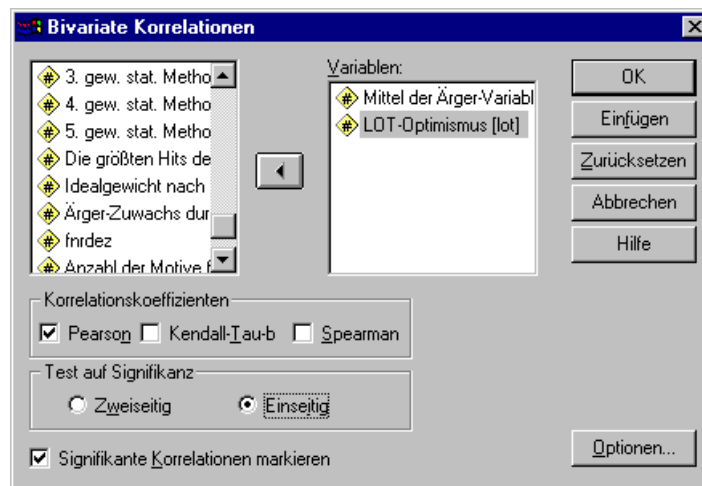 Bivariate Korrelationen
3. gew. stat. Metho
4. gew. stat. Metho
5. gew. stat. Metho
Die größten Hits de
Idealgewicht nach
Ärger-Zuwachs dur
fnrdez
Anzahl der Motive f
Variablen:
Mittel der Ärger-Variabl
LOT-Optimismus [lot]
OK
Einfügen
Zurücksetzen
Abbrechen
Hilfe
Korrelationskoeffizienten
Pearson Kendall-Tau-b Spearman
Test auf Signifikanz
Zweiseitig Einseitig
Signifikante Korrelationen markieren
Optionen...